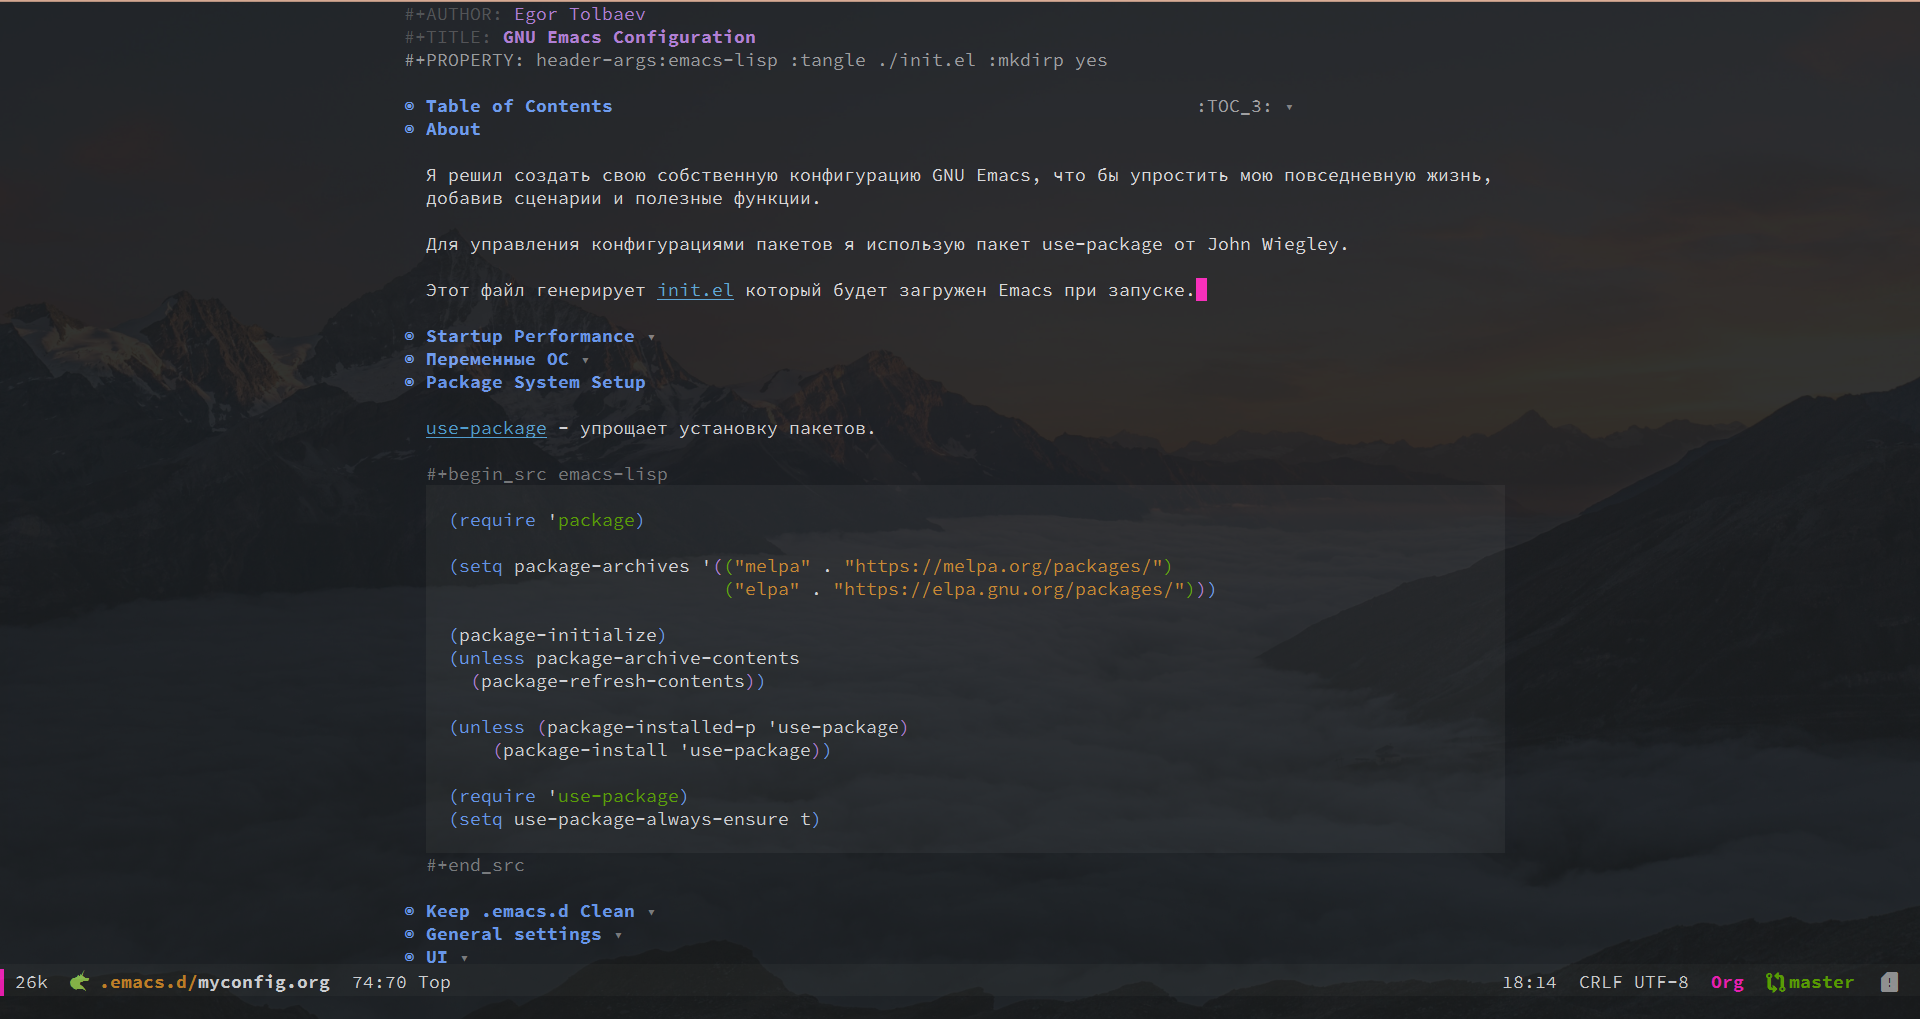 #+AUTHOR: Egor Tolbaev
#+TITLE: GNU Emacs Configuration
#+PROPERTY: header-args:emacs-lisp :tangle ./init.el :mkdirp yes
Table of Contents :TOC_3: ▾
About
Я решил создать свою собственную конфигурацию GNU Emacs, что бы упростить мою повседневную жизнь,
добавив сценарии и полезные функции.
Для управления конфигурациями пакетов я использую пакет use-package от John Wiegley.
Этот файл генерирует init.el который будет загружен Emacs при запуске.
Startup Performance ▾
Переменные ОС ▾
Package System Setup
use-package - упрощает установку пакетов.
#+begin_src emacs-lisp
(require 'package)
(setq package-archives '(("melpa" . "https://melpa.org/packages/")
("elpa" . "https://elpa.gnu.org/packages/")))
(package-initialize)
(unless package-archive-contents
(package-refresh-contents))
(unless (package-installed-p 'use-package)
(package-install 'use-package))
(require 'use-package)
(setq use-package-always-ensure t)
#+end_src
Keep .emacs.d Clean ▾
General settings ▾
UI ▾
26k .emacs.d/myconfig.org 74:70 Top 18:14 CRLF UTF-8 Org master